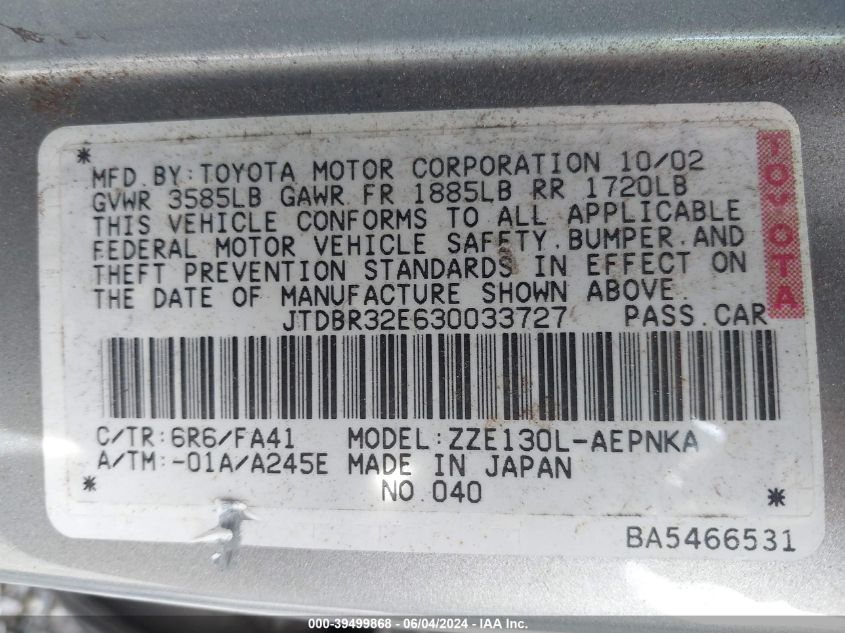 * MFD.BY:TOYOTA MOTOR CORPORATION 10/02
GVWR 3585LB GAWR FR 1885LB RR 1720LB
THIS VEHICLE CONFORMS TO ALL APPLICABLE
FEDERAL MOTOR VEHICLE SAFETY.BUMPER.AND
THEFT PREVENTION STANDARDS IN EFFECT ON
THE DATE OF MANUFACTURE SHOWN ABOVE.
JTDBR32E630033727 PASS.CAR
TOYOTA
C/TR:6R6/FA41 MODEL:ZZE130L-AEPNKA
A/TM:-01A/A245E MADE IN JAPAN
* NO.040 *
BA5466531
000-39499868 - 06/04/2024 - IAA Inc.